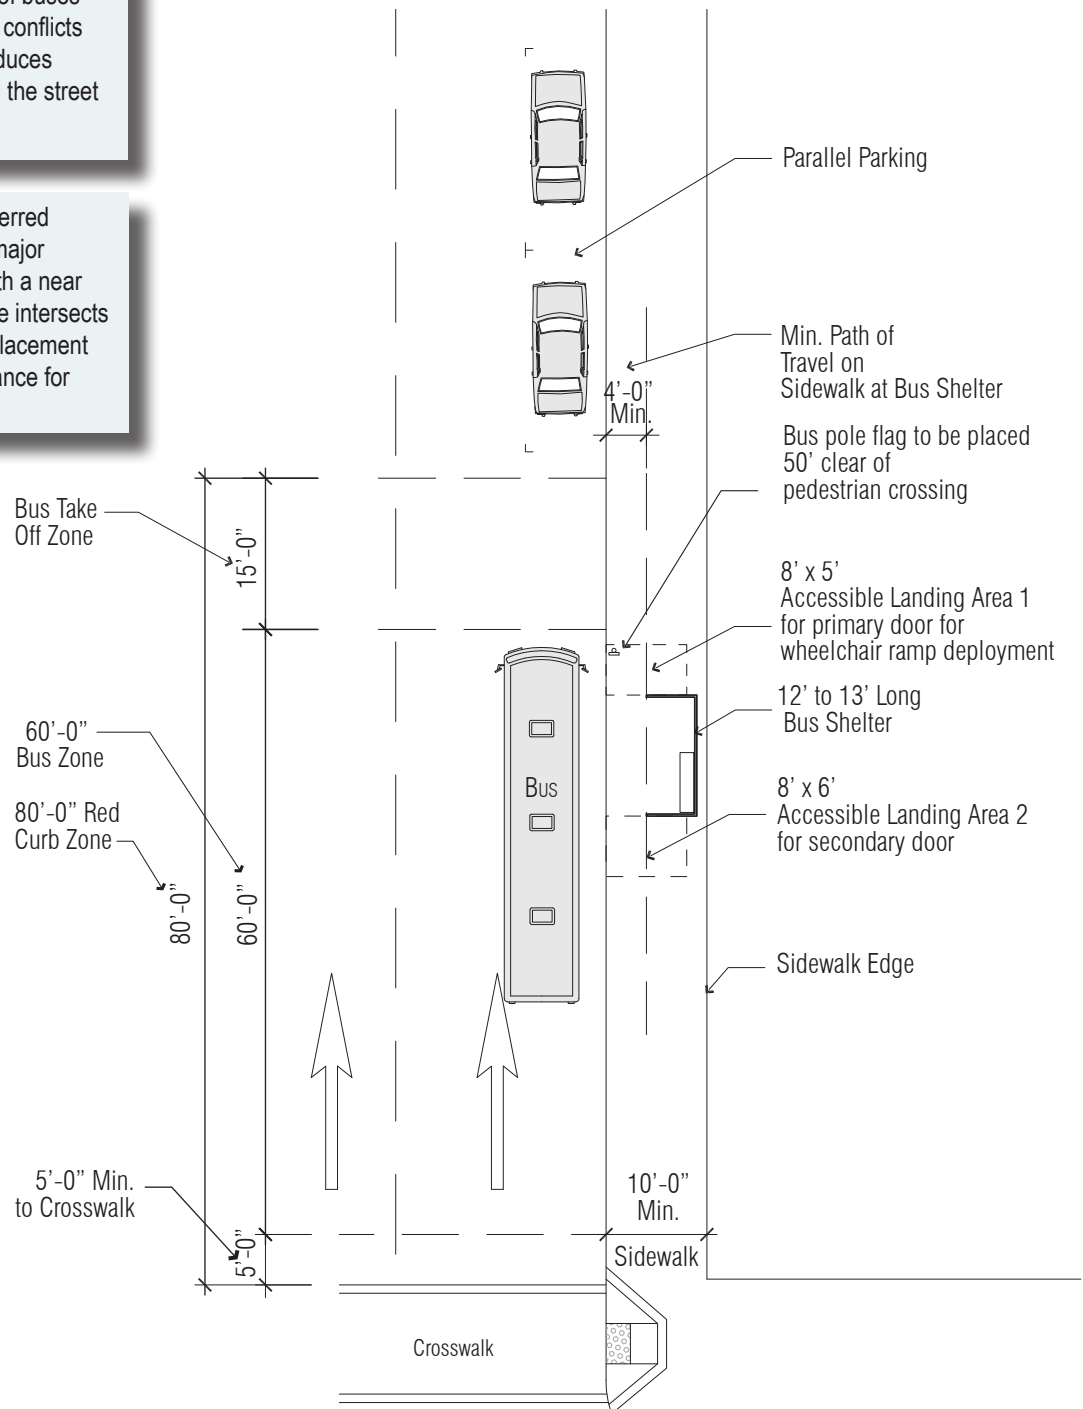 of buses
conflicts
duces
the street
erred
major
th a near
e intersects
lacement
ance for
Parallel Parking
Min. Path of
Travel on
Sidewalk at Bus Shelter
4'-0”
Min.
Bus pole flag to be placed
50’ clear of
pedestrian crossing
Bus Take
Off Zone
15’-0”
8’ x 5’
Accessible Landing Area 1
for primary door for
wheelchair ramp deployment
12’ to 13’ Long
Bus Shelter
60’-0”
Bus Zone
Bus
80’-0” Red
Curb Zone
8’ x 6’
Accessible Landing Area 2
for secondary door
80’-0”
60’-0”
Sidewalk Edge
5’-0” Min.
to Crosswalk
10’-0”
Min.
5’-0”
Sidewalk
Crosswalk